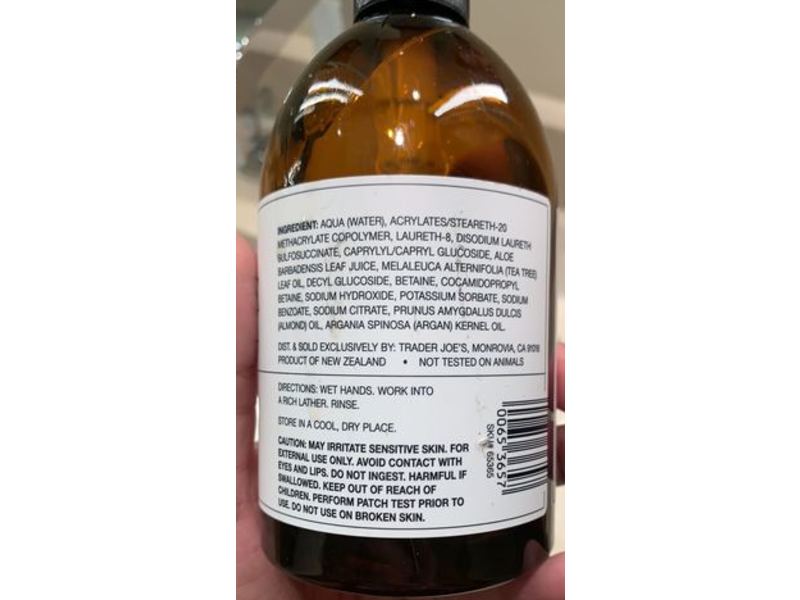 INGREDIENT: AQUA (WATER), ACRYLATES/STEARETH-20
METHACRYLATE COPOLYMER, LAURETH-8, DISODIUM LAURETH
SULFOSUCCINATE, CAPRYLYL/CAPRYL GLUCOSIDE, ALOE
BARBADENSIS LEAF JUICE, MELALEUCA ALTERNIFOLIA (TEA TREE)
LEAF OIL, DECYL GLUCOSIDE, BETAINE, COCAMIDOPROPYL
BETAINE, SODIUM HYDROXIDE, POTASSIUM SORBATE, SODIUM
BENZOATE, SODIUM CITRATE, PRUNUS AMYGDALUS DULCIS
(ALMOND) OIL, ARGANIA SPINOSA (ARGAN) KERNEL OIL.
DIST. & SOLD EXCLUSIVELY BY: TRADER JOE'S, MONROVIA, CA 91016
PRODUCT OF NEW ZEALAND • NOT TESTED ON ANIMALS
DIRECTIONS: WET HANDS. WORK INTO
A RICH LATHER. RINSE.
STORE IN A COOL, DRY PLACE.
CAUTION: MAY IRRITATE SENSITIVE SKIN. FOR
EXTERNAL USE ONLY. AVOID CONTACT WITH
EYES AND LIPS. DO NOT INGEST. HARMFUL IF
SWALLOWED. KEEP OUT OF REACH OF
CHILDREN. PERFORM PATCH TEST PRIOR TO
USE. DO NOT USE ON BROKEN SKIN.
SKU# 65365
0065 3657